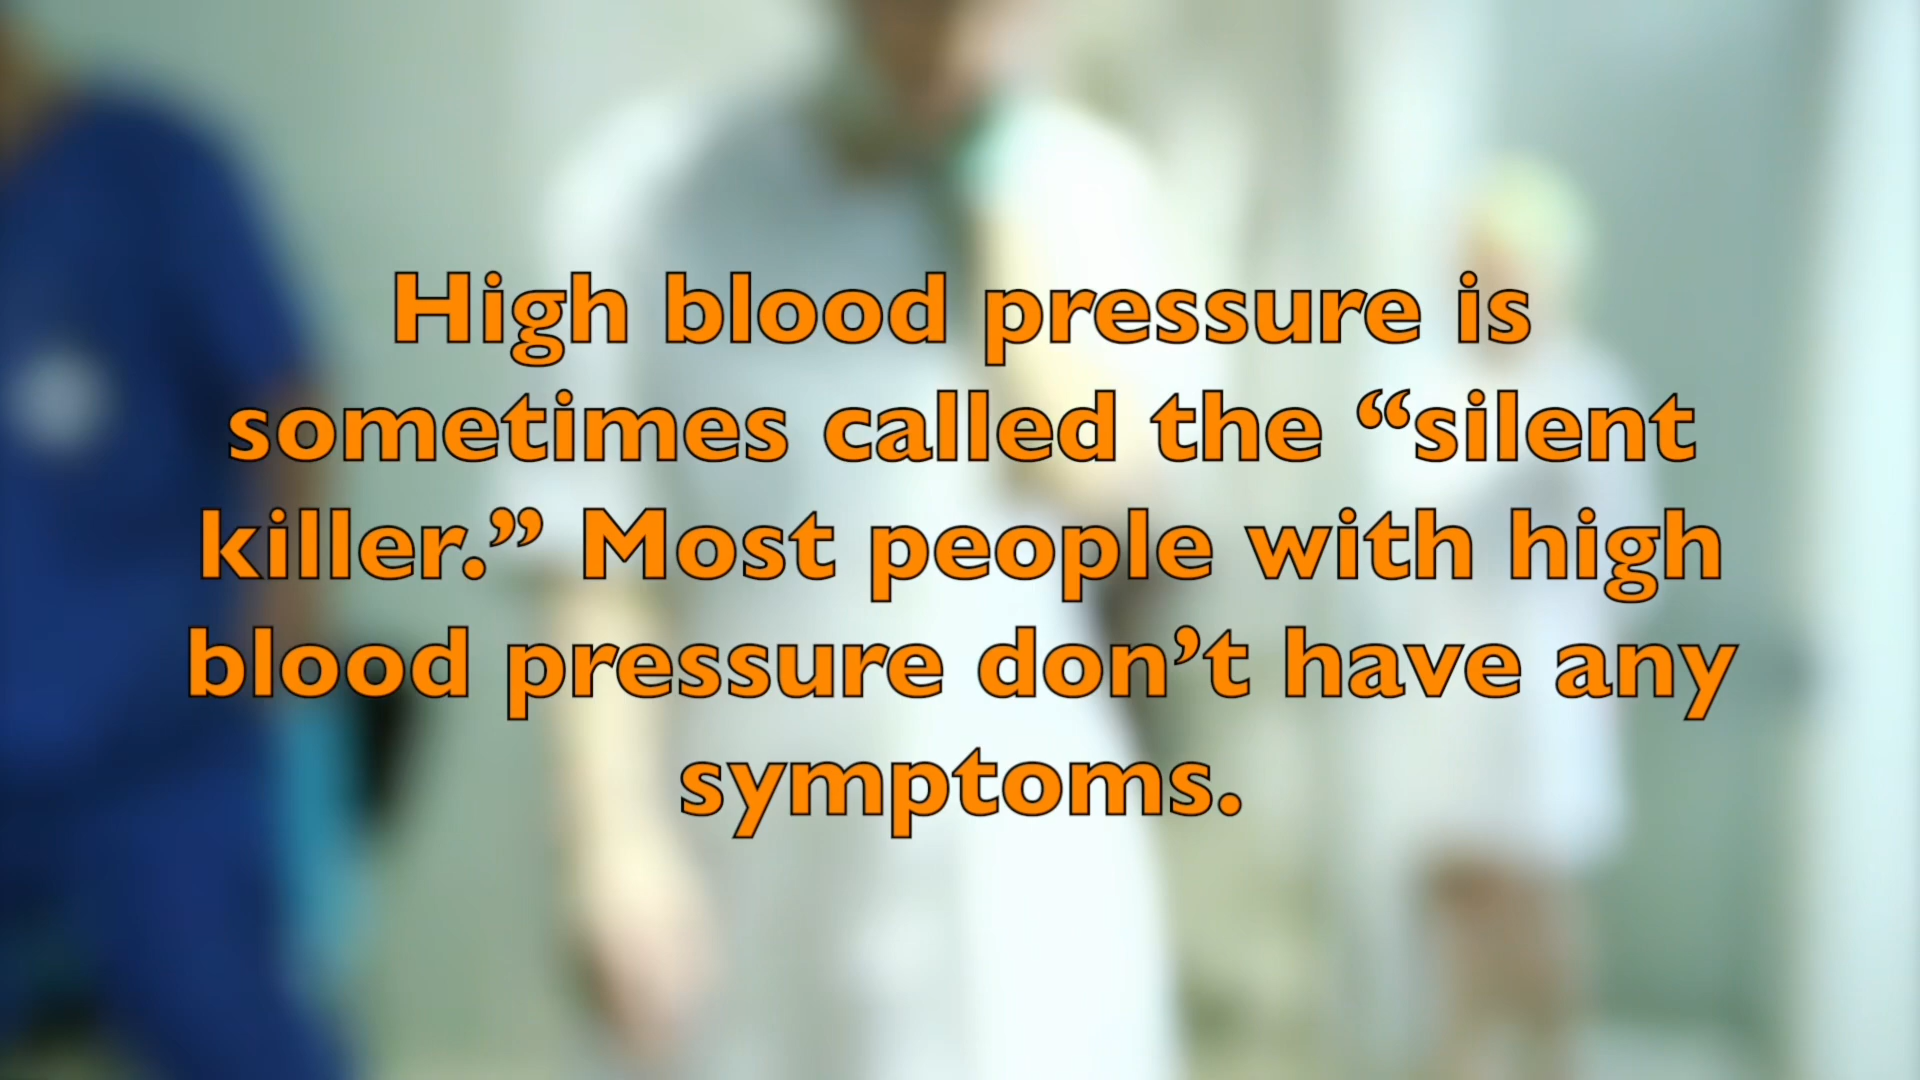 High blood pressure is
sometimes called the “silent
killer.” Most people with high
blood pressure don’t have any
symptoms.